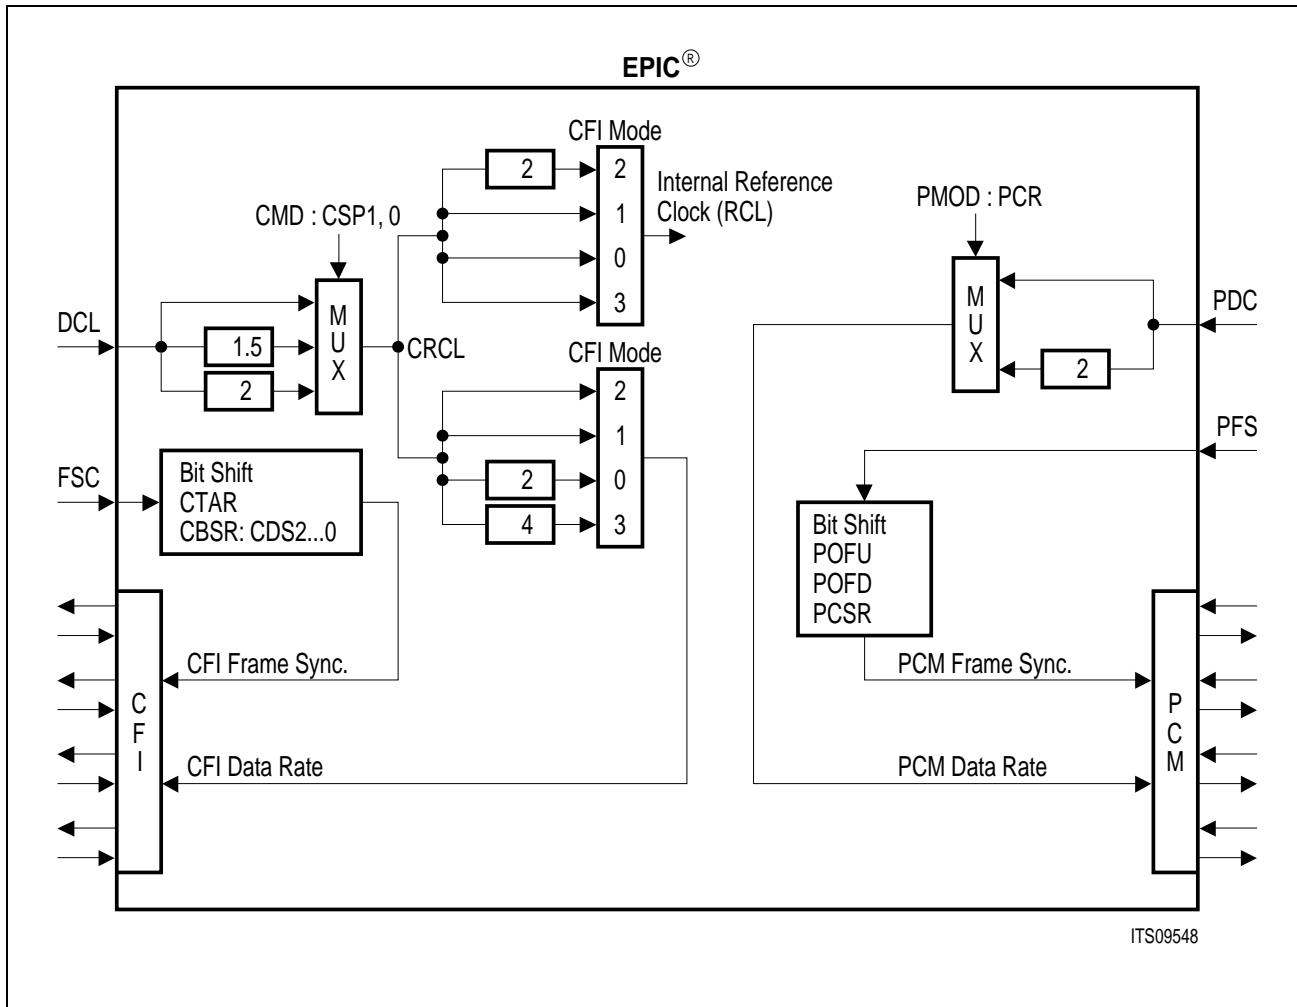 EPIC®
CFI Mode
2
2
1
0
3
Internal Reference
Clock (RCL)
CMD : CSP1, 0
DCL
1.5
2
M
U
X
CRCL
CFI Mode
2
1
2
0
4
3
PMOD : PCR
M
U
X
2
PDC
PFS
FSC
Bit Shift
CTAR
CBSR: CDS2...0
Bit Shift
POFU
POFD
PCSR
CFI Frame Sync.
PCM Frame Sync.
C
F
I
P
C
M
CFI Data Rate
PCM Data Rate
ITS09548